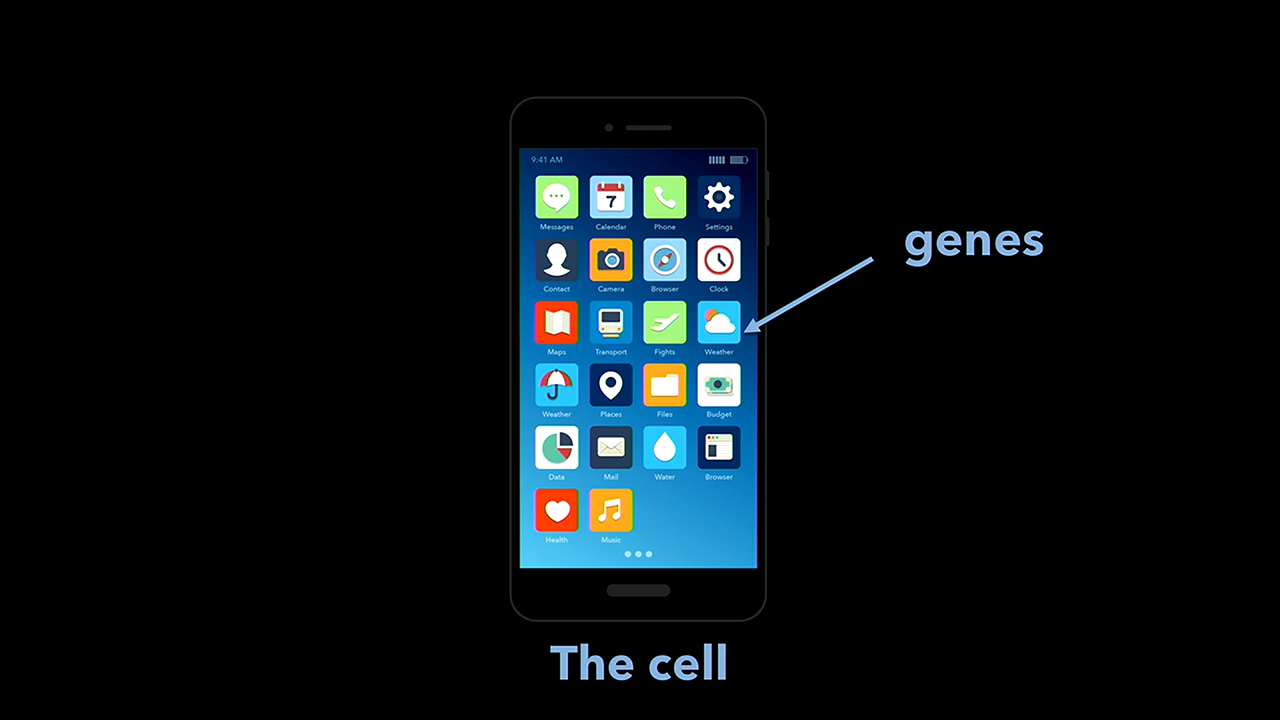 9:41 AM
Messages Calendar Phone Settings
7
Contact Camera Browser Clock
genes
Maps Transport Fights Weather
Weather Places Files Budget
Data Mail Water Browser
Health Music
The cell